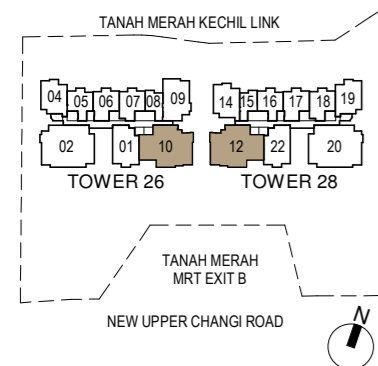 TANAH MERAH KECHIL LINK
04 05 06 07 08 09 14 15 16 17 18 19
02 01 10 12 22 20
TOWER 26 TOWER 28
TANAH MERAH
MRT EXIT B
NEW UPPER CHANGI ROAD
N